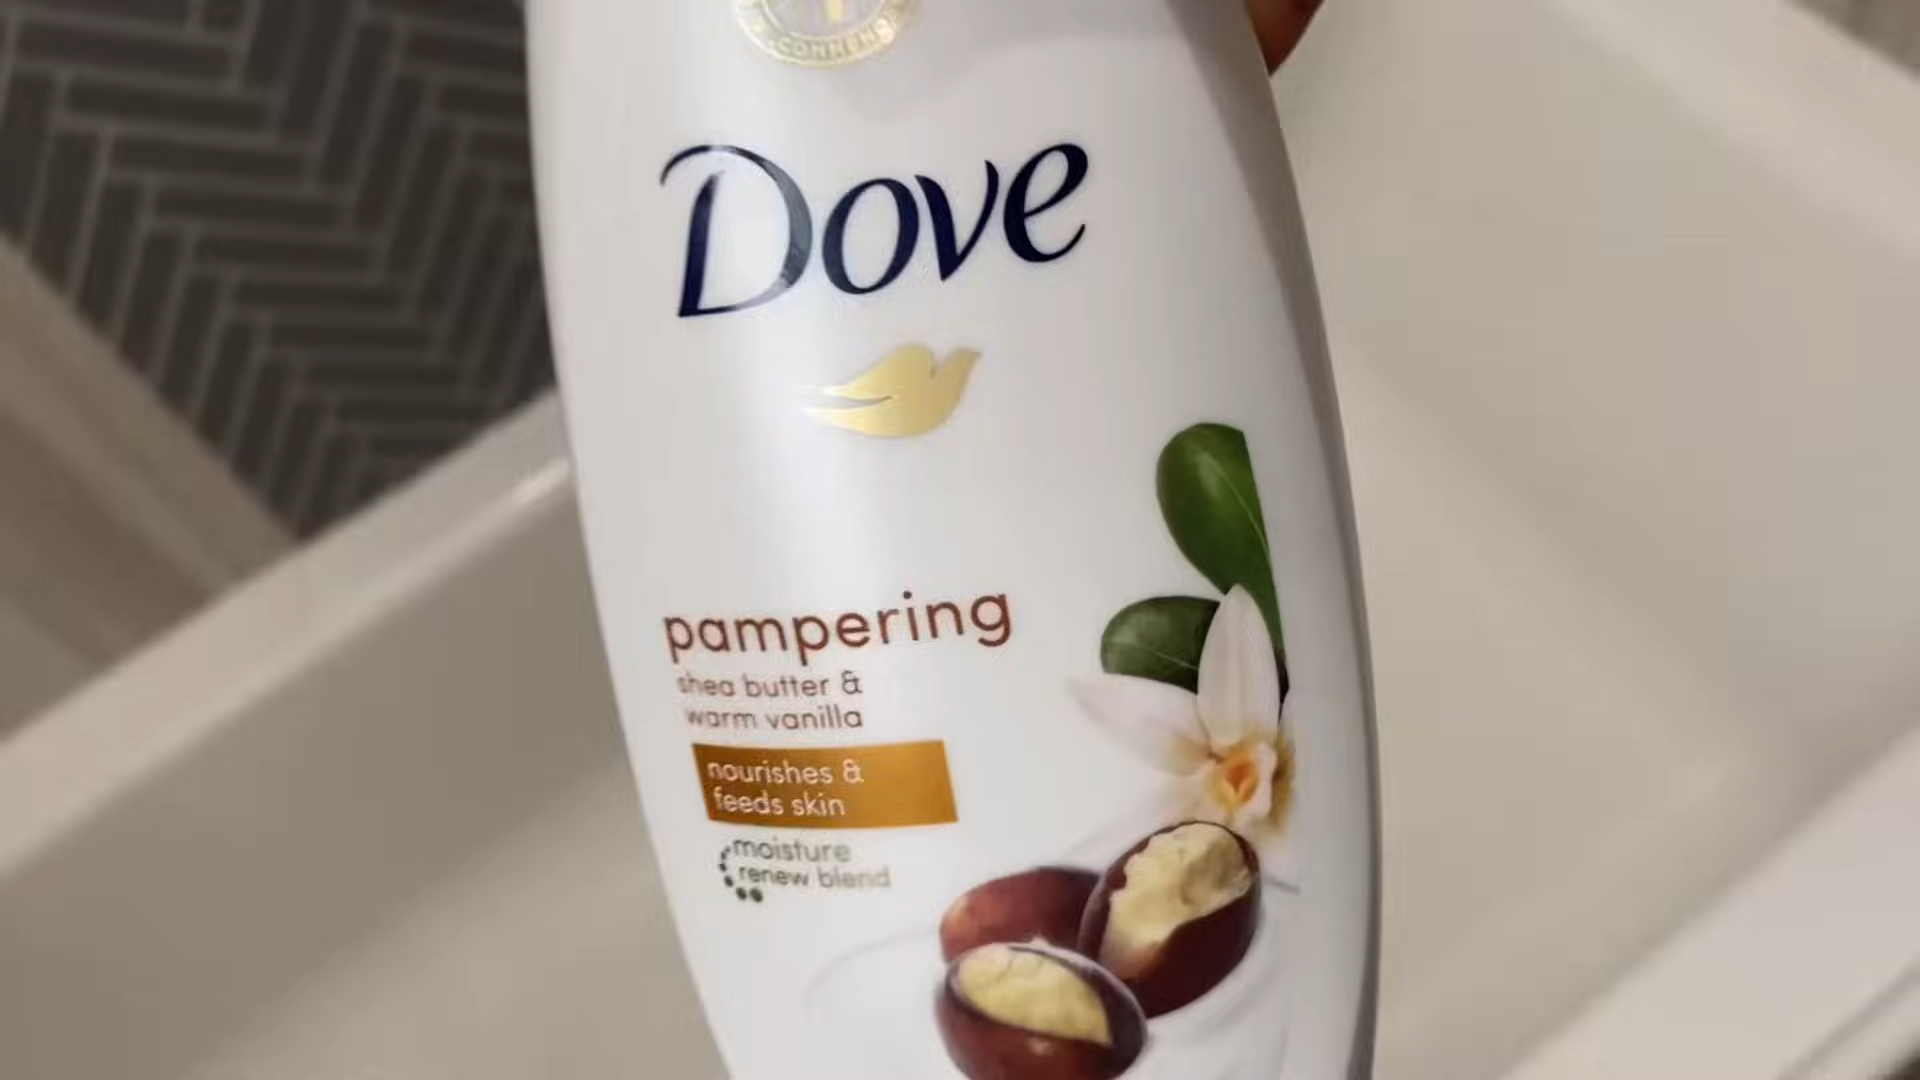 Dove
pampering
shea butter &
warm vanilla
nourishes &
feeds skin
moisture
renew blend